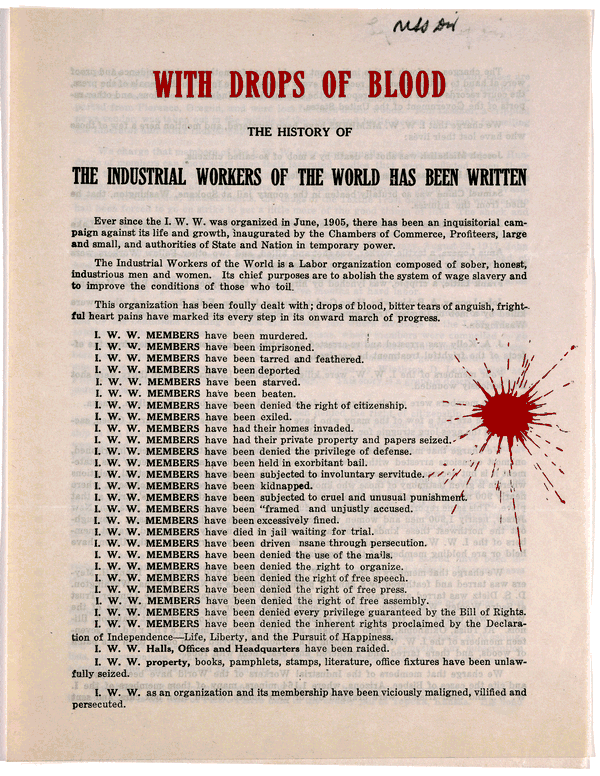 WITH DROPS OF BLOOD
THE HISTORY OF
THE INDUSTRIAL WORKERS OF THE WORLD HAS BEEN WRITTEN
Ever since the I. W. W. was organized in June, 1905, there has been an inquisitorial cam-
paign against its life and growth, inaugurated by the Chambers of Commerce, Profiteers, large
and small, and authorities of State and Nation in temporary power.
The Industrial Workers of the World is a Labor organization composed of sober, honest,
industrious men and women. Its chief purposes are to abolish the system of wage slavery and
to improve the conditions of those who toil.
This organization has been foully dealt with; drops of blood, bitter tears of anguish, fright-
ful heart pains have marked its every step in its onward march of progress.
I. W. W. MEMBERS have been murdered.
I. W. W. MEMBERS have been imprisoned.
I. W. W. MEMBERS have been tarred and feathered.
I. W. W. MEMBERS have been deported
I. W. W. MEMBERS have been starved.
I. W. W. MEMBERS have been beaten.
I. W. W. MEMBERS have been denied the right of citizenship.
I. W. W. MEMBERS have been exiled.
I. W. W. MEMBERS have had their homes invaded.
I. W. W. MEMBERS have had their private property and papers seized.
I. W. W. MEMBERS have been denied the privilege of defense.
I. W. W. MEMBERS have been held in exorbitant bail.
I. W. W. MEMBERS have been subjected to involuntary servitude.
I. W. W. MEMBERS have been kidnapped.
I. W. W. MEMBERS have been subjected to cruel and unusual punishment.
I. W. W. MEMBERS have been "framed and unjustly accused.
I. W. W. MEMBERS have been excessively fined.
I. W. W. MEMBERS have died in jail waiting for trial.
I. W. W. MEMBERS have been driven nsane through persecution.
I. W. W. MEMBERS have been denied the use of the mails.
I. W. W. MEMBERS have been denied the right to organize.
I. W. W. MEMBERS have been denied the right of free speech.
I. W. W. MEMBERS have been denied the right of free press.
I. W. W. MEMBERS have been denied the right of free assembly.
I. W. W. MEMBERS have been denied every privilege guaranteed by the Bill of Rights.
I. W. W. MEMBERS have been denied the inherent rights proclaimed by the Declara-
tion of Independence—Life, Liberty, and the Pursuit of Happiness.
I. W. W. Halls, Offices and Headquarters have been raided.
I. W. W. property, books, pamphlets, stamps, literature, office fixtures have been unlaw-
fully seized.
I. W. W. as an organization and its membership have been viciously maligned, vilified and
persecuted.